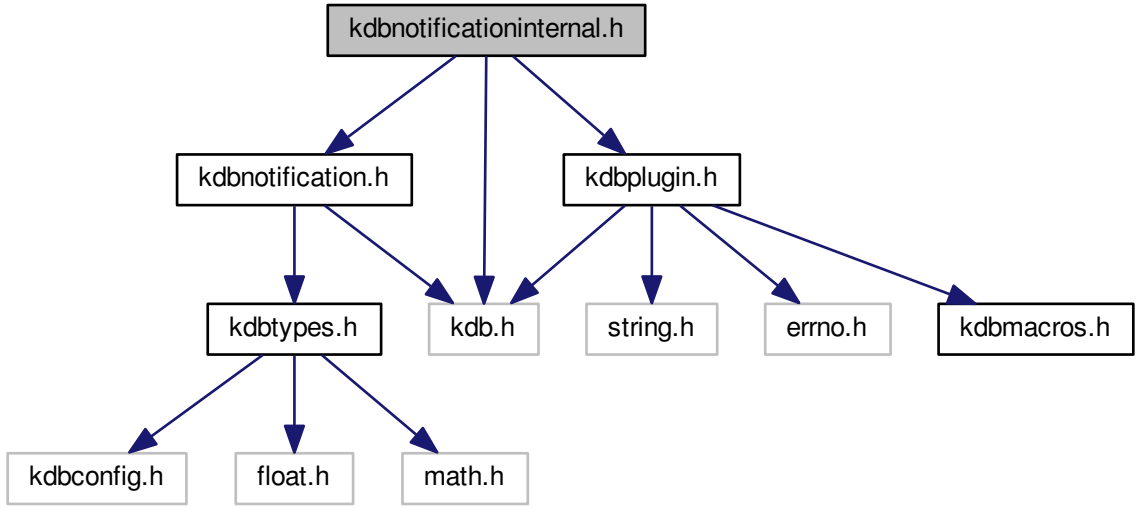 kdbnotificationinternal.h
kdbnotification.h
kdbplugin.h
kdbtypes.h
kdb.h
string.h
errno.h
kdbmacros.h
kdbconfig.h
float.h
math.h